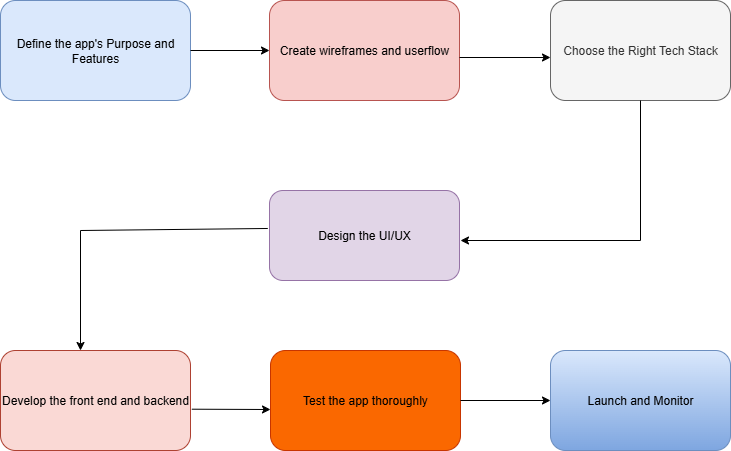 Define the app's Purpose and
Features
Create wireframes and userflow
Choose the Right Tech Stack
Design the UI/UX
Develop the front end and backend
Test the app thoroughly
Launch and Monitor